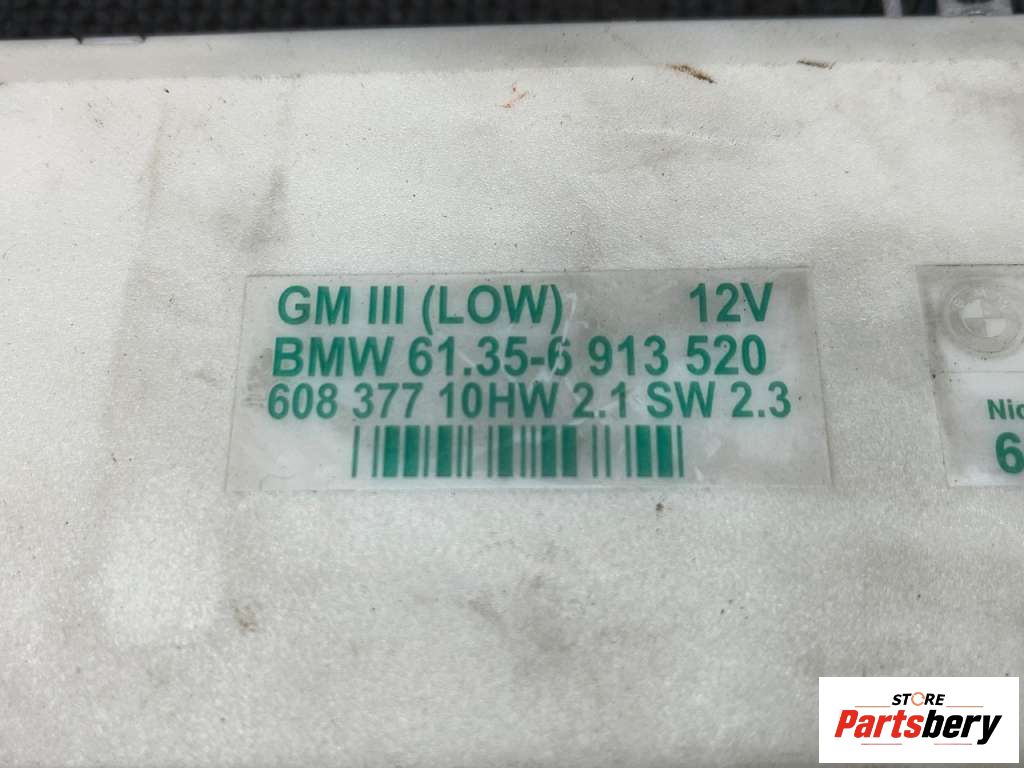 GM III (LOW) 12V
BMW 61.35-6 913 520
608 377 10HW 2.1 SW 2.3
6
STORE
Partsbery